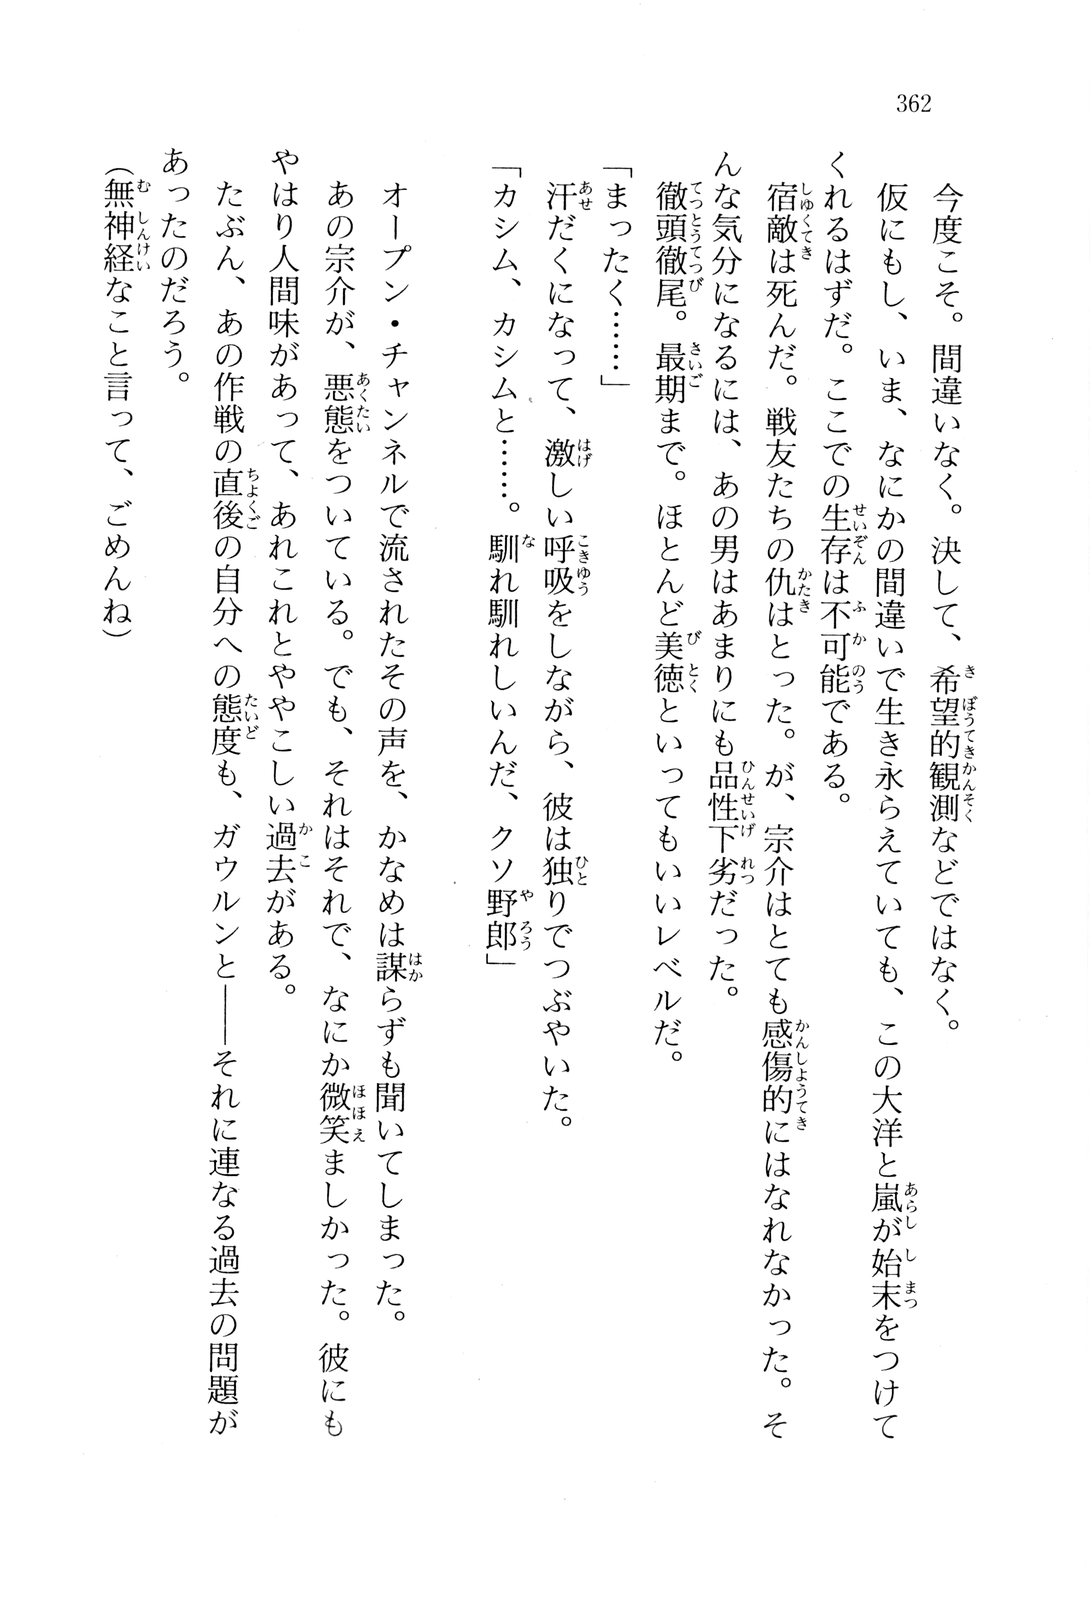 362
今度こそ。間違いなく。決して、希望的観測などではなく。
仮にもし、いま、なにかの間違いで生き永らえていても、この大洋と嵐が始末をつけて
くれるはずだ。ここでの生存は不可能である。
宿敵は死んだ。戦友たちの仇はとった。が、宗介はとても感傷的にはなれなかった。そ
んな気分になるには、あの男はあまりにも品性下劣だった。
徹頭徹尾。最期まで。ほとんど美徳といってもいいレベルだ。
「まったく……」
汗だくになって、激しい呼吸をしながら、彼は独りでつぶやいた。
「カシム、カシムと……。馴れ馴れしいんだ、クソ野郎」
オープン・チャンネルで流されたその声を、かなめは謀らずも聞いてしまった。
あの宗介が、悪態をついている。でも、それはそれで、なにか微笑ましかった。彼にも
やはり人間味があって、あれこれとややこしい過去がある。
たぶん、あの作戦の直後の自分への態度も、ガウルンと――それに連なる過去の問題が
あったのだろう。
（無神経なこと言って、ごめんね）